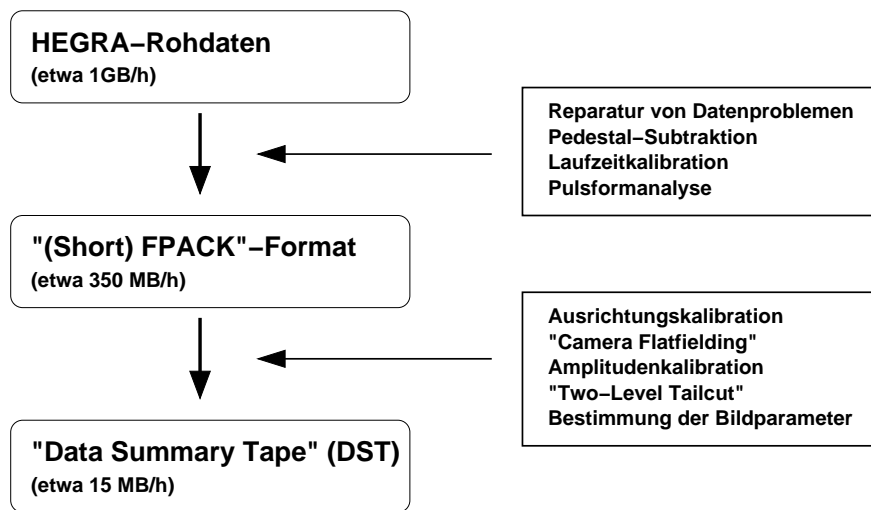 HEGRA−Rohdaten
(etwa 1GB/h)
Reparatur von Datenproblemen
Pedestal−Subtraktion
Laufzeitkalibration
Pulsformanalyse
"(Short) FPACK"−Format
(etwa 350 MB/h)
Ausrichtungskalibration
"Camera Flatfielding"
Amplitudenkalibration
"Two−Level Tailcut"
Bestimmung der Bildparameter
"Data Summary Tape" (DST)
(etwa 15 MB/h)